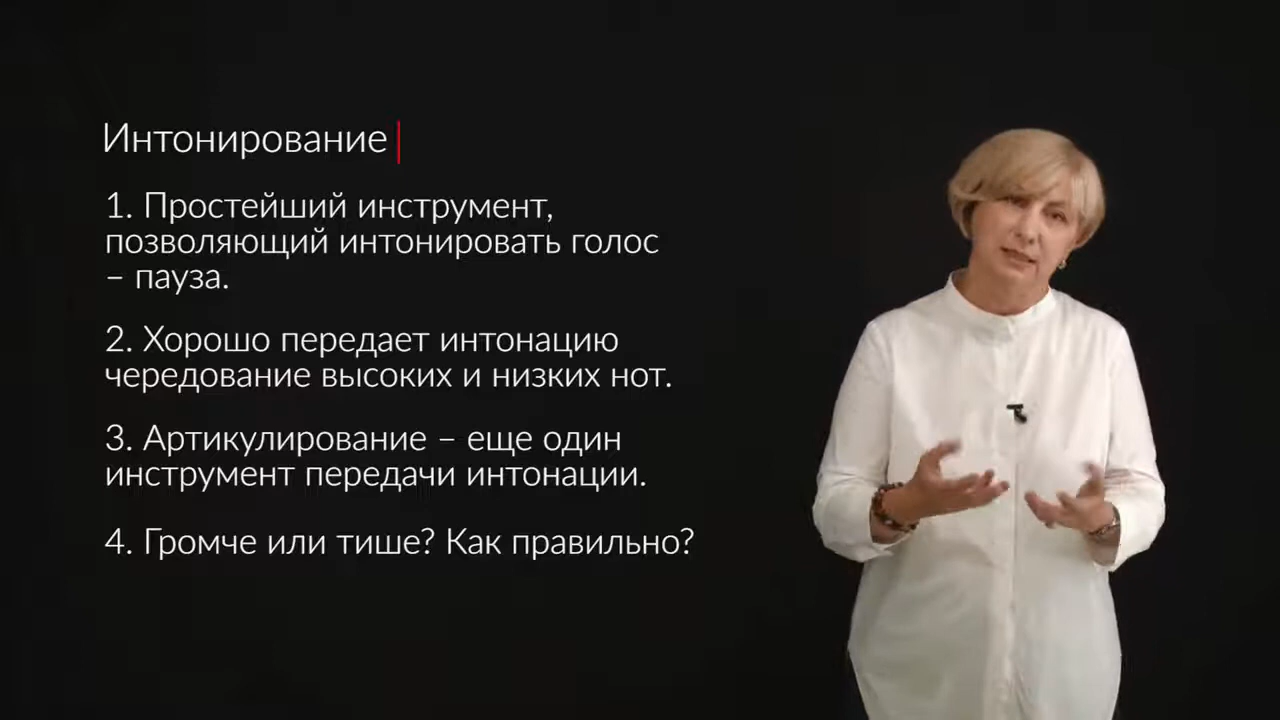 Интонирование
1. Простейший инструмент,
позволяющий интонировать голос
– пауза.
2. Хорошо передает интонацию
чередование высоких и низких нот.
3. Артикулирование – еще один
инструмент передачи интонации.
4. Громче или тише? Как правильно?